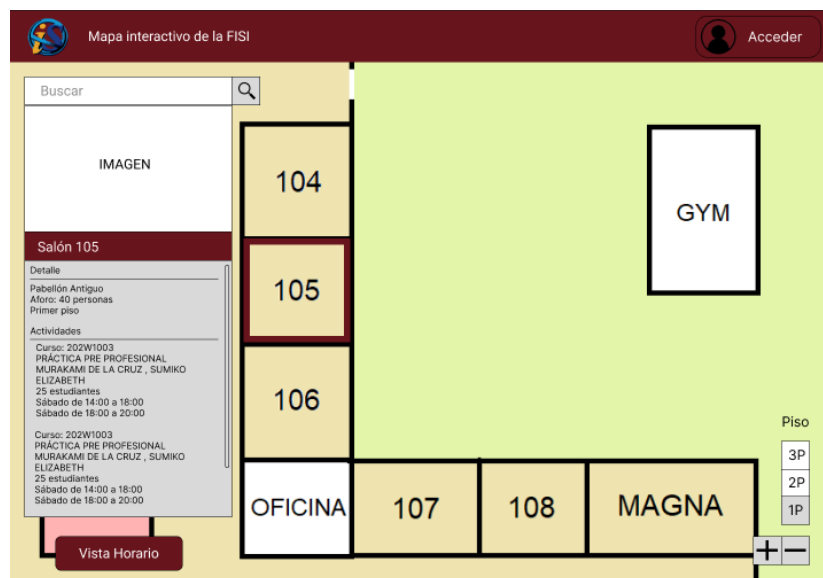 Mapa interactivo de la FISI
Acceder
Buscar
IMAGEN
Salón 105
Detalle
Pabellón Antiguo
Aforo: 40 personas
Primer piso
Actividades
Curso: 202W1003
PRÁCTICA PRE PROFESIONAL
MURAKAMI DE LA CRUZ , SUMIKO
ELIZABETH
25 estudiantes
Sábado de 14:00 a 18:00
Sábado de 18:00 a 20:00
Curso: 202W1003
PRÁCTICA PRE PROFESIONAL
MURAKAMI DE LA CRUZ , SUMIKO
ELIZABETH
25 estudiantes
Sábado de 14:00 a 18:00
Sábado de 18:00 a 20:00
Vista Horario
104
105
106
OFICINA
107
108
MAGNA
GYM
Piso
3P
2P
1P
+ −